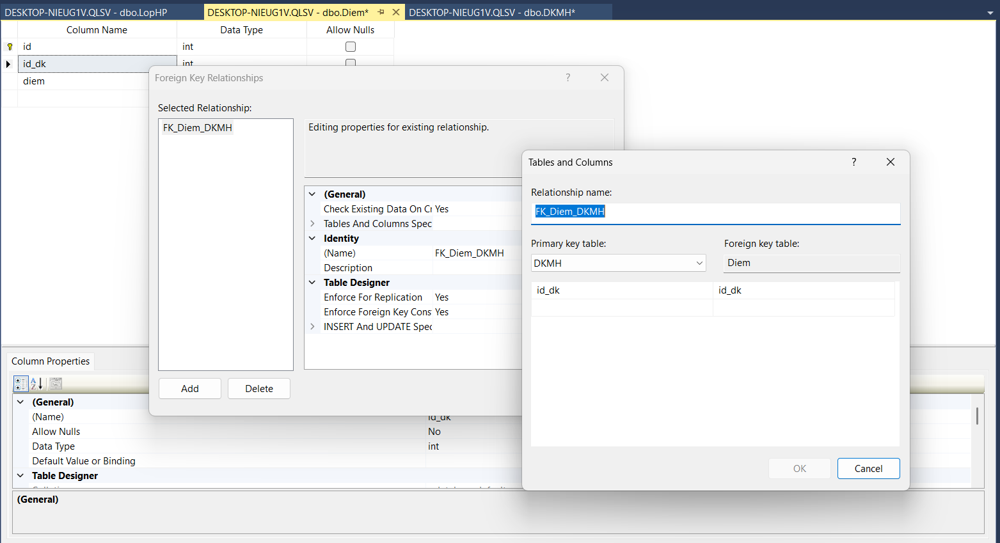 DESKTOP-NIEUG1V.QLSV - dbo.LopHP
DESKTOP-NIEUG1V.QLSV - dbo.Diem*
DESKTOP-NIEUG1V.QLSV - dbo.DKMH*
Column Name Data Type Allow Nulls
id int
id_dk int
diem
Foreign Key Relationships ?
Selected Relationship:
FK_Diem_DKMH
Editing properties for existing relationship.
(General)
Check Existing Data On Cr Yes
Tables And Columns Spec
Identity
(Name) FK_Diem_DKMH
Description
Table Designer
Enforce For Replication Yes
Enforce Foreign Key Cons Yes
INSERT And UPDATE Spec
Add Delete
Tables and Columns ?
Relationship name:
FK_Diem_DKMH
Primary key table: Foreign key table:
DKMH Diem
id_dk id_dk
OK Cancel
Column Properties
(General)
(Name) id_dk
Allow Nulls No
Data Type int
Default Value or Binding
Table Designer
(General)